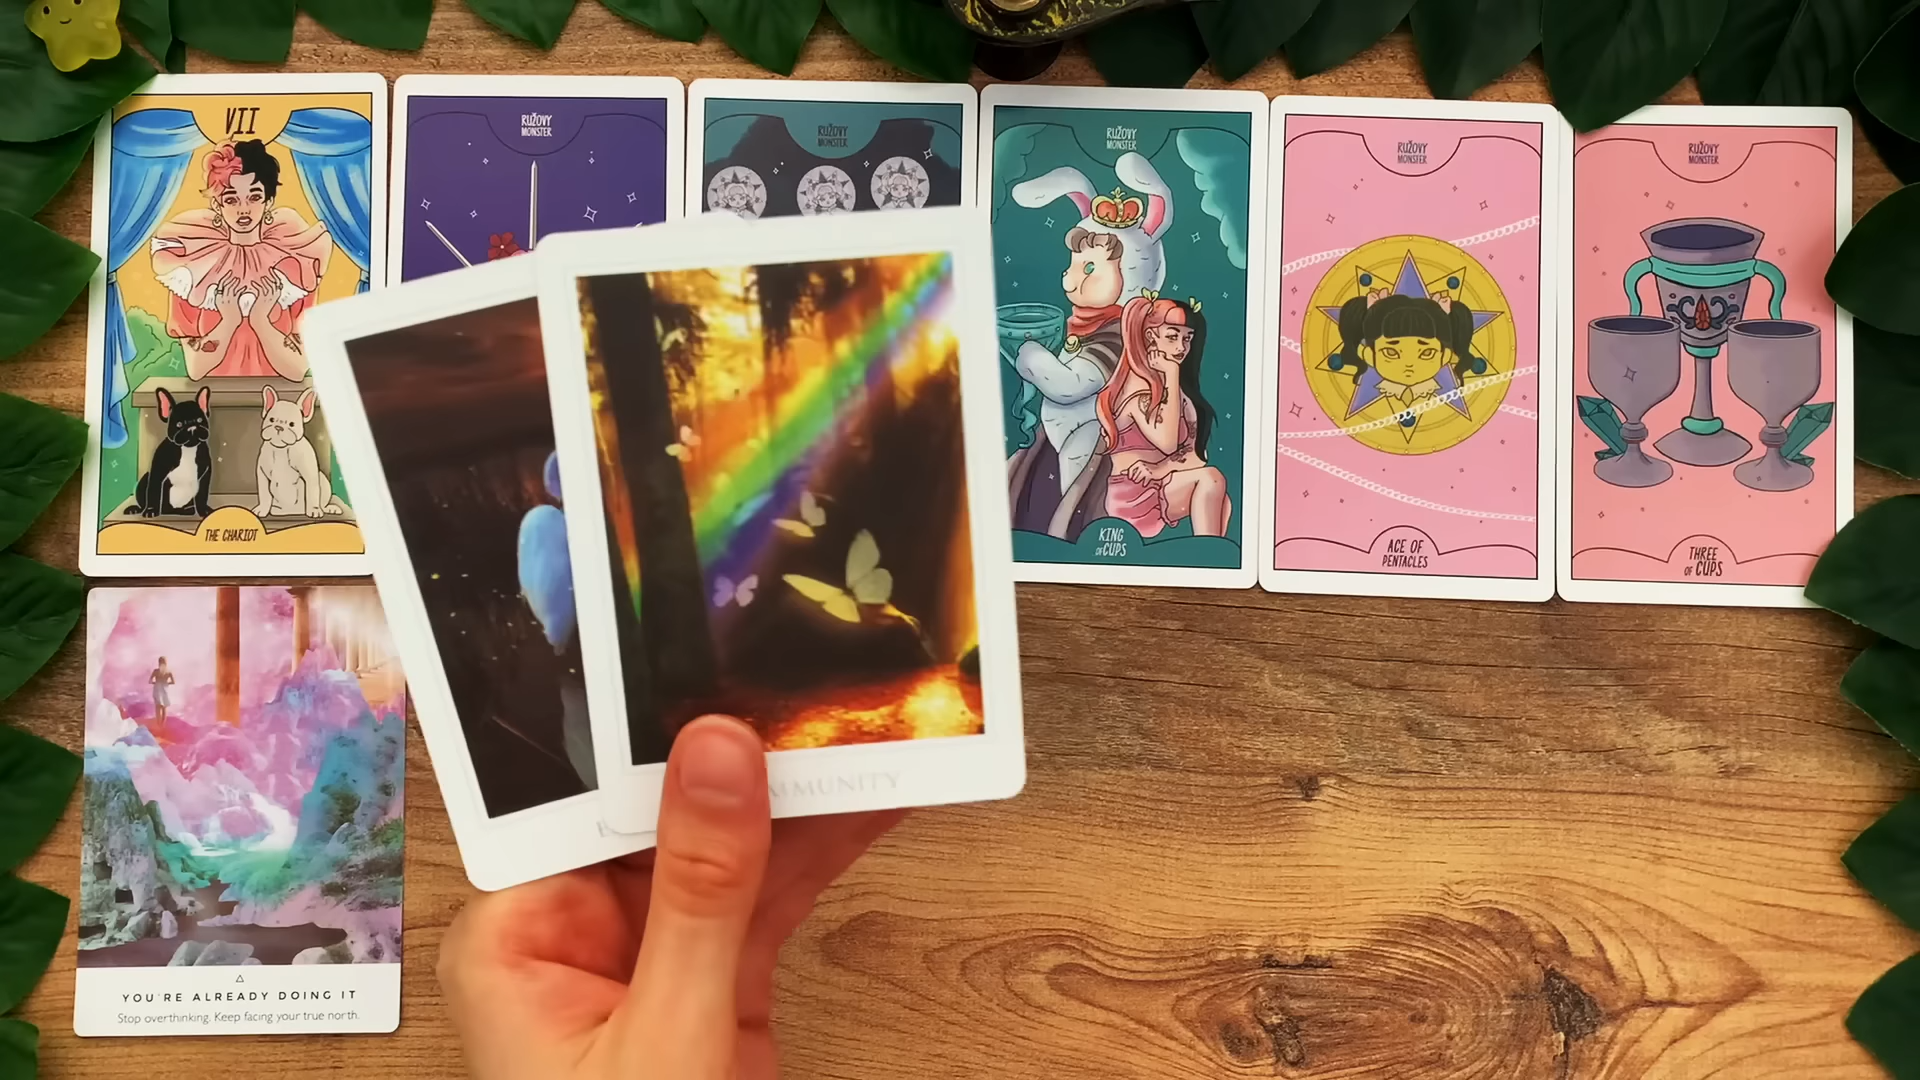 VII
RUŽOVY
MONSTER
RUŽOVY
MONSTER
RUŽOVY
MONSTER
RUŽOVY
MONSTER
RUŽOVY
MONSTER
THE CHARIOT
KING
OF CUPS
ACE OF
PENTACLES
THREE
OF CUPS
YOU'RE ALREADY DOING IT
Stop overthinking. Keep facing your true north.